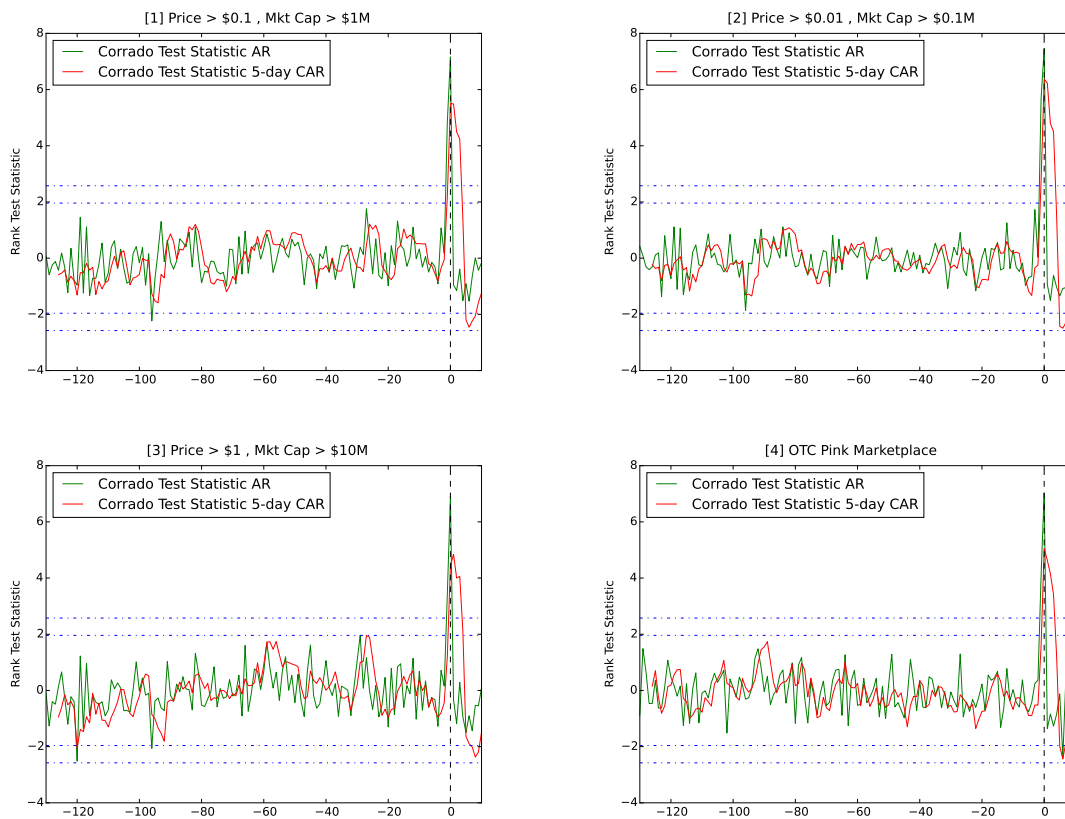 [1] Price > $0.1 , Mkt Cap > $1M
8
6
4
2
0
−2
−4
Rank Test Statistic
Corrado Test Statistic AR
Corrado Test Statistic 5-day CAR
−120 −100 −80 −60 −40 −20 0
[2] Price > $0.01 , Mkt Cap > $0.1M
8
6
4
2
0
−2
−4
Rank Test Statistic
Corrado Test Statistic AR
Corrado Test Statistic 5-day CAR
−120 −100 −80 −60 −40 −20 0
[3] Price > $1 , Mkt Cap > $10M
8
6
4
2
0
−2
−4
Rank Test Statistic
Corrado Test Statistic AR
Corrado Test Statistic 5-day CAR
−120 −100 −80 −60 −40 −20 0
[4] OTC Pink Marketplace
8
6
4
2
0
−2
−4
Rank Test Statistic
Corrado Test Statistic AR
Corrado Test Statistic 5-day CAR
−120 −100 −80 −60 −40 −20 0